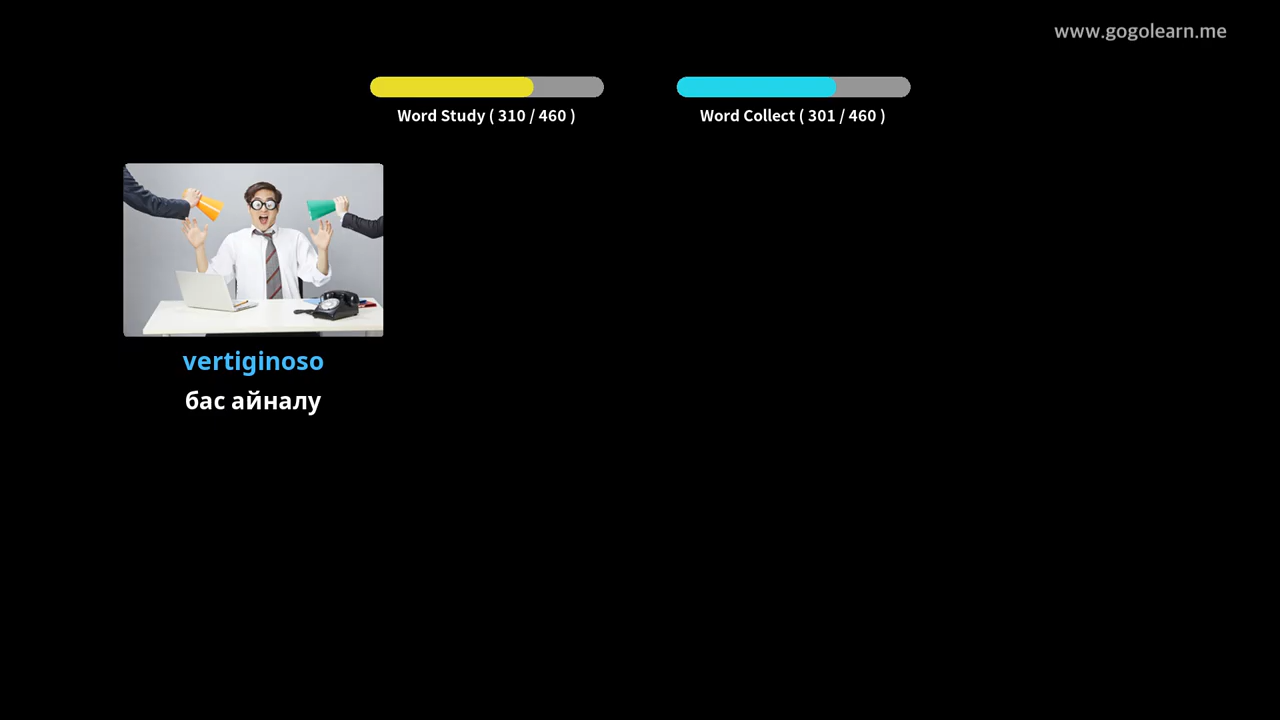 www.gogolearn.me
Word Study ( 310 / 460 )
Word Collect ( 301 / 460 )
vertiginoso
бас айналу